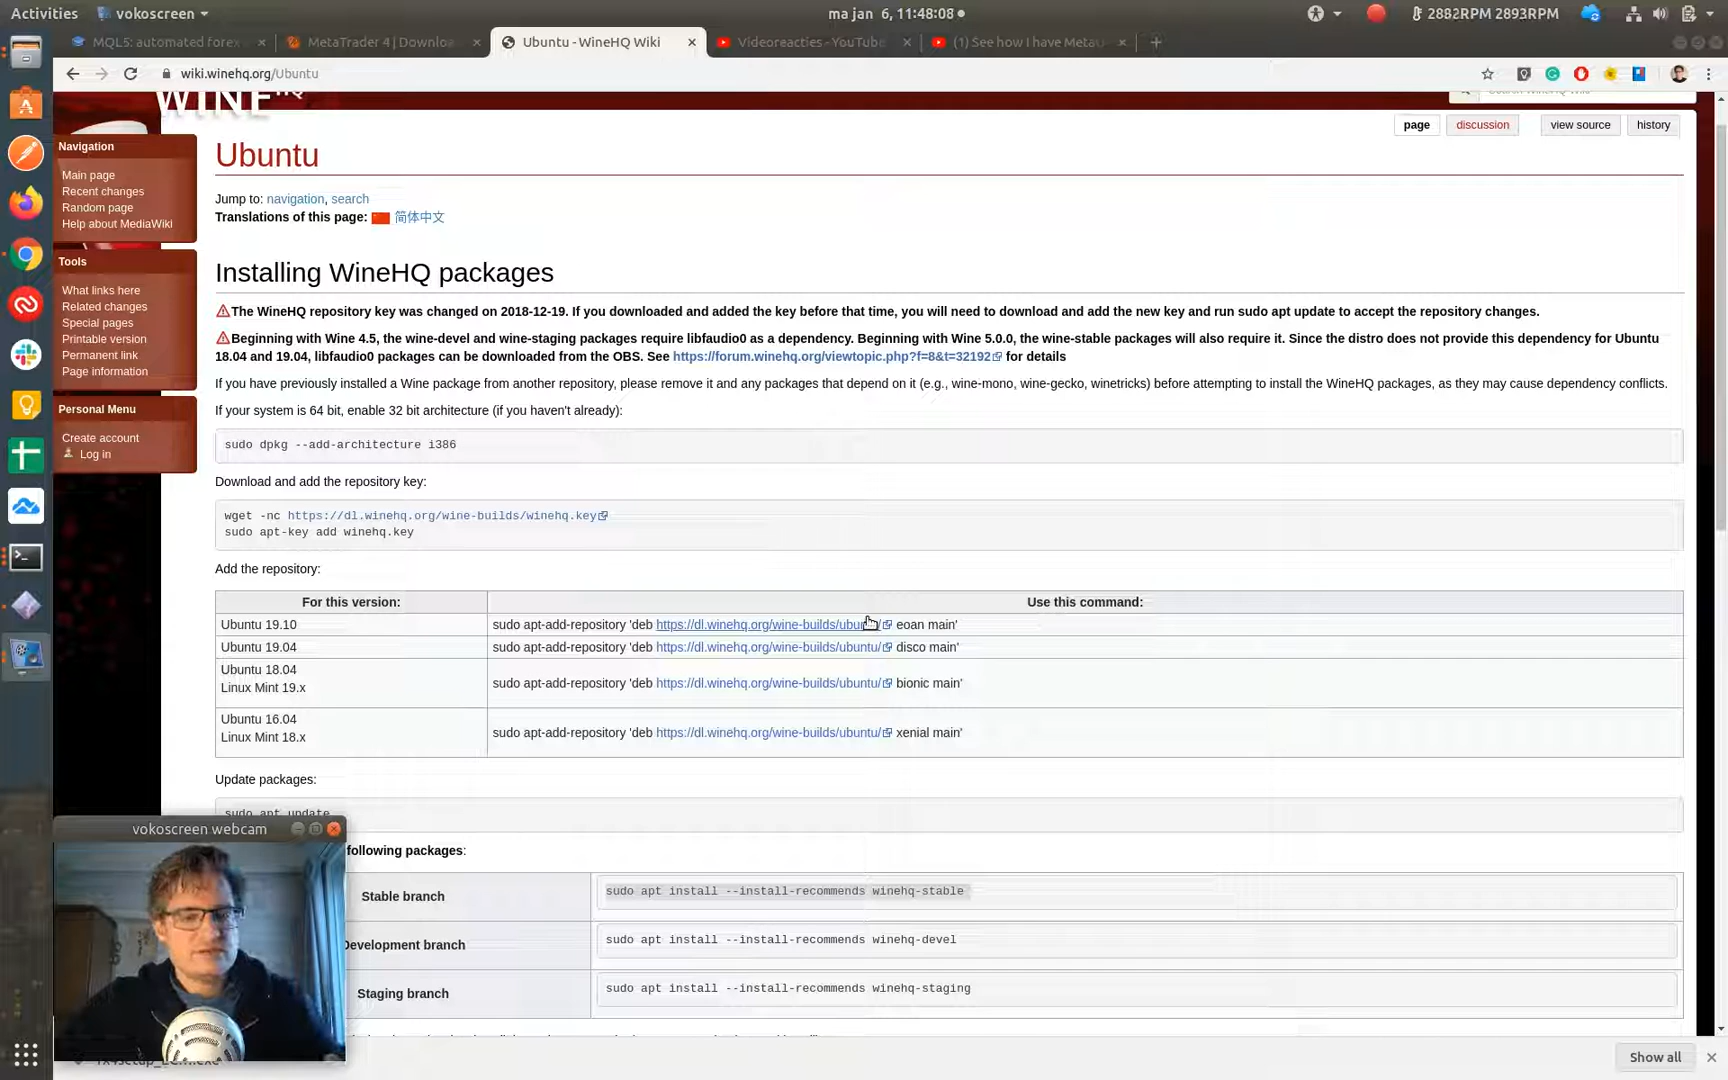 Activities
vokoscreen
ma jan 6, 11:48:08
2882RPM 2893RPM
MQL5: automated forex
MetaTrader 4 | Downloa
Ubuntu - WineHQ Wiki
Videoreacties - YouTube
(1) See how I have Meta
wiki.winehq.org/Ubuntu
WINE HQ
page
discussion
view source
history
Navigation
Main page
Recent changes
Random page
Help about MediaWiki
Tools
What links here
Related changes
Special pages
Printable version
Permanent link
Page information
Personal Menu
Create account
Log in
Ubuntu
Jump to: navigation, search
Translations of this page: 简体中文
Installing WineHQ packages
The WineHQ repository key was changed on 2018-12-19. If you downloaded and added the key before that time, you will need to download and add the new key and run sudo apt update to accept the repository changes.
Beginning with Wine 4.5, the wine-devel and wine-staging packages require libfaudio0 as a dependency. Beginning with Wine 5.0.0, the wine-stable packages will also require it. Since the distro does not provide this dependency for Ubuntu
18.04 and 19.04, libfaudio0 packages can be downloaded from the OBS. See https://forum.winehq.org/viewtopic.php?f=8&t=32192 for details
If you have previously installed a Wine package from another repository, please remove it and any packages that depend on it (e.g., wine-mono, wine-gecko, winetricks) before attempting to install the WineHQ packages, as they may cause dependency conflicts.
If your system is 64 bit, enable 32 bit architecture (if you haven't already):
sudo dpkg --add-architecture i386
Download and add the repository key:
wget -nc https://dl.winehq.org/wine-builds/winehq.key
sudo apt-key add winehq.key
Add the repository:
For this version: Use this command:
Ubuntu 19.10 sudo apt-add-repository 'deb https://dl.winehq.org/wine-builds/ubuntu/ eoan main'
Ubuntu 19.04 sudo apt-add-repository 'deb https://dl.winehq.org/wine-builds/ubuntu/ disco main'
Ubuntu 18.04
Linux Mint 19.x
sudo apt-add-repository 'deb https://dl.winehq.org/wine-builds/ubuntu/ bionic main'
Ubuntu 16.04
Linux Mint 18.x
sudo apt-add-repository 'deb https://dl.winehq.org/wine-builds/ubuntu/ xenial main'
Update packages:
sudo apt update
vokoscreen webcam
following packages:
Stable branch sudo apt install --install-recommends winehq-stable
Development branch sudo apt install --install-recommends winehq-devel
Staging branch sudo apt install --install-recommends winehq-staging
Show all